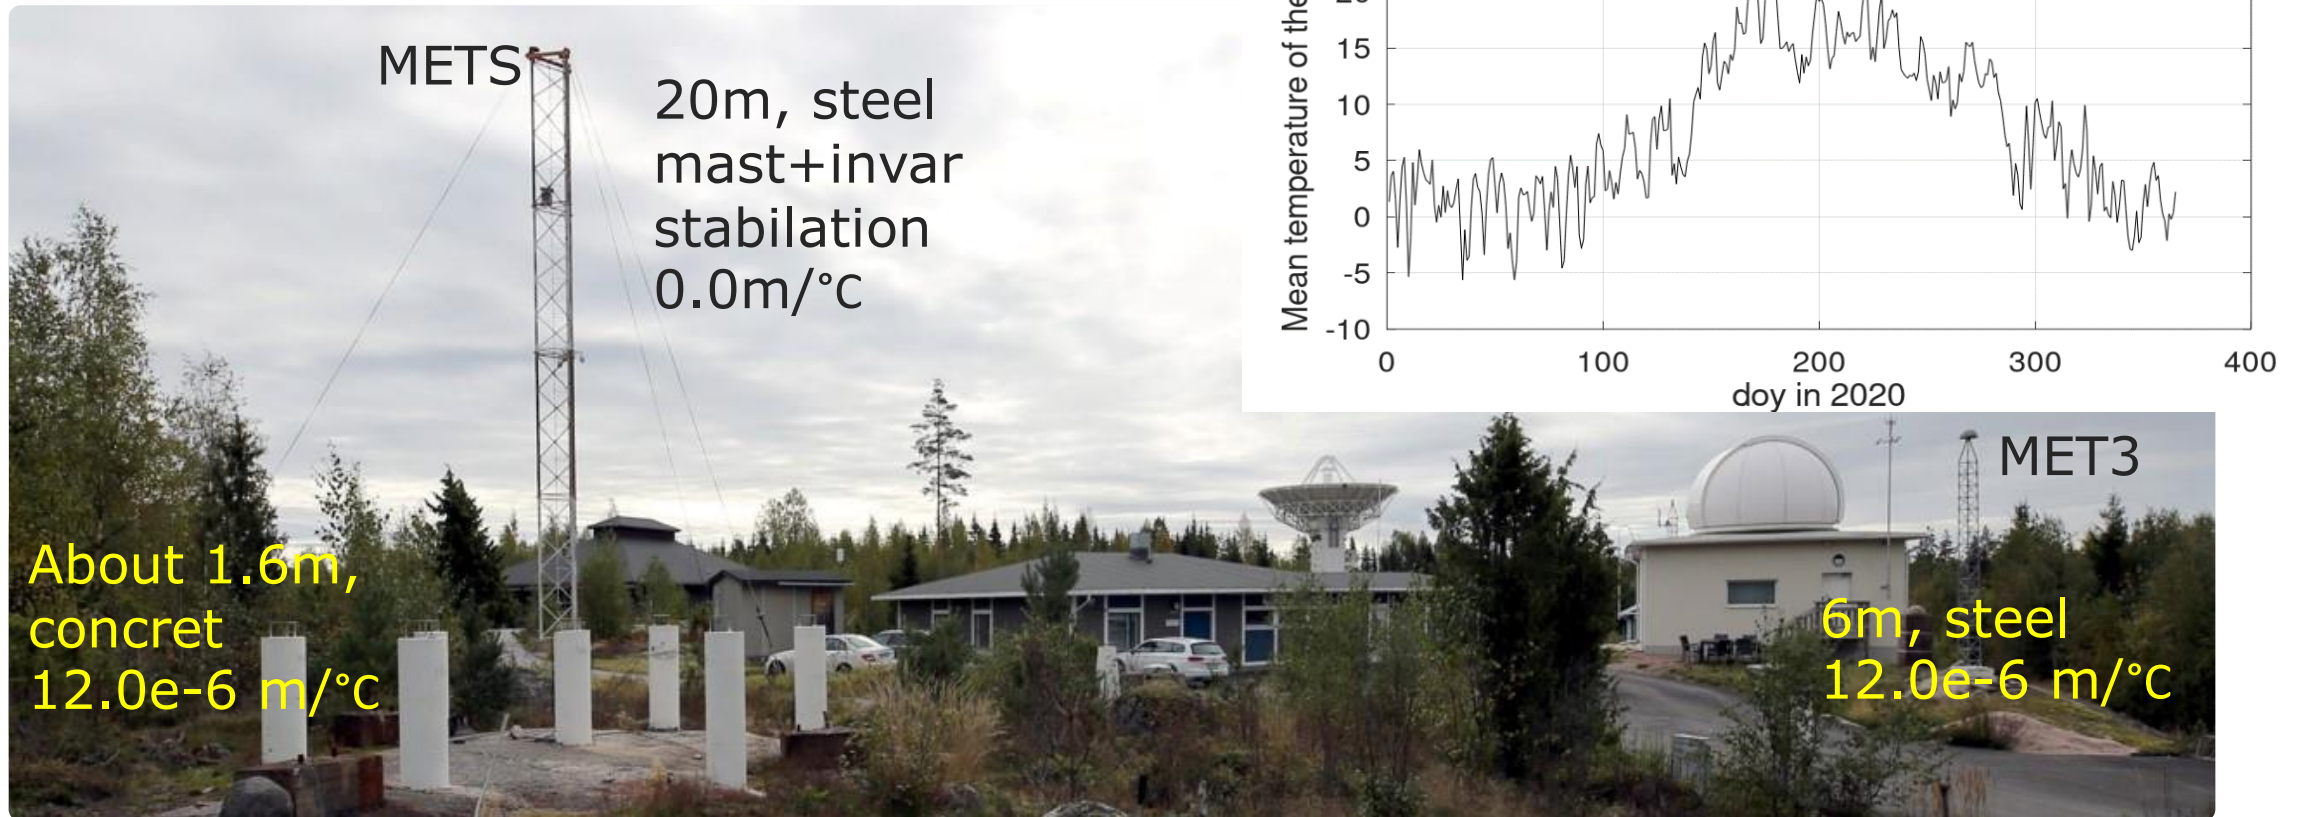 METS
20m, steel
mast+invar
stabilation
0.0m/°C
About 1.6m,
concret
12.0e-6 m/°C
Mean temperature of the
15
10
5
0
-5
-10
0 100 200 300 400
doy in 2020
MET3
6m, steel
12.0e-6 m/°C